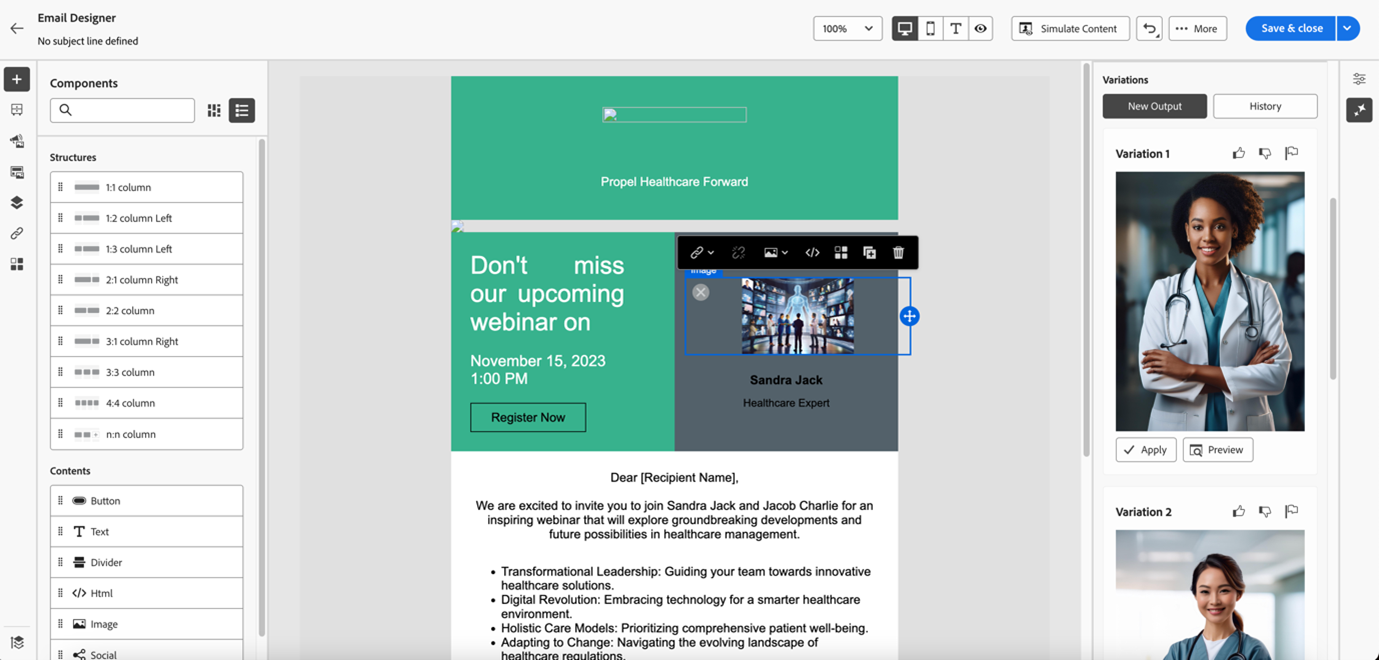 Email Designer
No subject line defined
100%
Simulate Content
More
Save & close
Components
Structures
1:1 column
1:2 column Left
1:3 column Left
2:1 column Right
2:2 column
3:1 column Right
3:3 column
4:4 column
n:n column
Contents
Button
Text
Divider
Html
Image
Social
Propel Healthcare Forward
Don't miss
our upcoming
webinar on
November 15, 2023
1:00 PM
Register Now
Image
Sandra Jack
Healthcare Expert
Dear [Recipient Name],
We are excited to invite you to join Sandra Jack and Jacob Charlie for an
inspiring webinar that will explore groundbreaking developments and
future possibilities in healthcare management.
• Transformational Leadership: Guiding your team towards innovative
healthcare solutions.
• Digital Revolution: Embracing technology for a smarter healthcare
environment.
• Holistic Care Models: Prioritizing comprehensive patient well-being.
• Adapting to Change: Navigating the evolving landscape of
healthcare regulations.
Variations
New Output
History
Variation 1
Apply
Preview
Variation 2